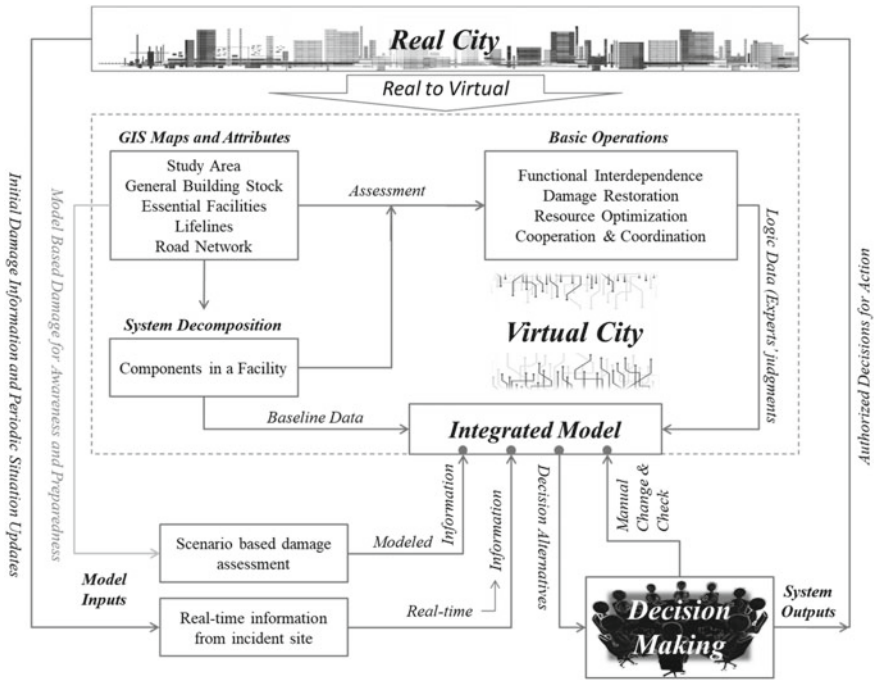 Real City
Real to Virtual
GIS Maps and Attributes
Study Area
General Building Stock
Essential Facilities
Lifelines
Road Network
Assessment
Basic Operations
Functional Interdependence
Damage Restoration
Resource Optimization
Cooperation & Coordination
Initial Damage Information and Periodic Situation Updates
Model Based Damage for Awareness and Preparedness
Logic Data (Experts' judgments
Authorized Decisions for Action
System Decomposition
Components in a Facility
Virtual City
Baseline Data
Integrated Model
Scenario based damage
assessment
Modeled
Information
Model
Inputs
Real-time information
from incident site
Real-time
Information
Decision Alternatives
Manual
Change &
Check
Decision
Making
System
Outputs